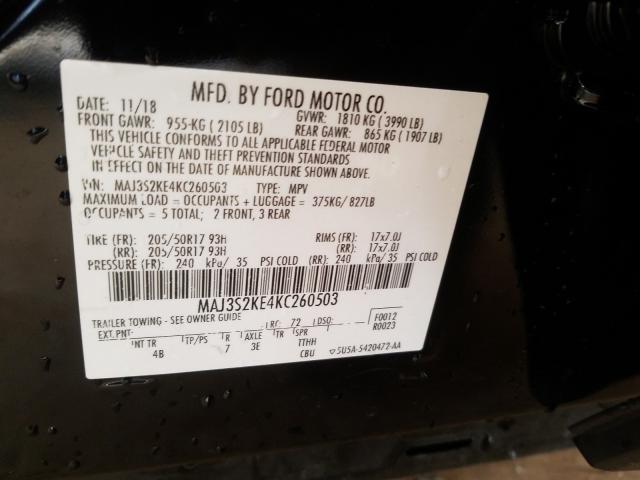 MFD. BY FORD MOTOR CO.
DATE: 11/18 GVWR: 1810 KG ( 3990 LB)
FRONT GAWR: 955-KG ( 2105 LB) REAR GAWR: 865 KG ( 1907 LB)
THIS VEHICLE CONFORMS TO ALL APPLICABLE FEDERAL MOTOR
VEHICLE SAFETY AND THEFT PREVENTION STANDARDS
IN EFFECT ON THE DATE OF MANUFACTURE SHOWN ABOVE.
VIN: MAJ3S2KE4KC260503 TYPE: MPV
MAXIMUM LOAD = OCCUPANTS + LUGGAGE = 375KG/ 827LB
OCCUPANTS = 5 TOTAL; 2 FRONT, 3 REAR
TIRE (FR): 205/50R17 93H RIMS (FR): 17x7.0J
(RR): 205/50R17 93H (RR): 17x7.0J
PRESSURE (FR): 240 kPa/ 35 PSI COLD (RR): 240 kPa/ 35 PSI COLD
MAJ3S2KE4KC260503
TRAILER TOWING - SEE OWNER GUIDE RC: 72 DSO: F0012
EXT. PNT: R0023
INT TR TP/PS R AXLE TR SPR
4B 7 3E TTHH
CBU 5U5A-5420472-AA